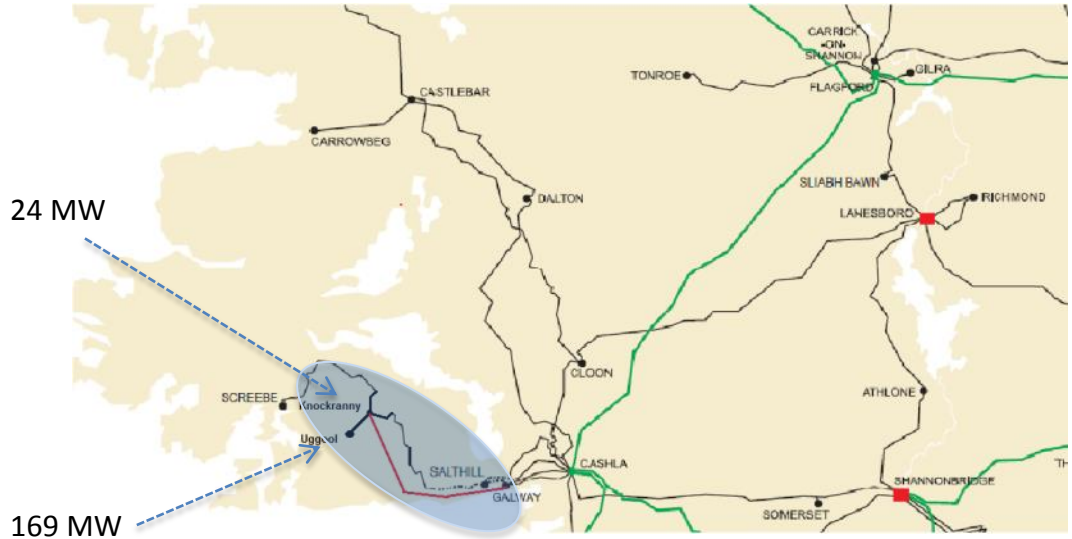 CARRICK
ON
SHANNON
TONROE
GILRA
FLAGFORD
CASTLEBAR
CARROWBEG
SLIABH BAWN
24 MW
DALTON
RICHMOND
LANESBORO
CLOON
SCREEBE
Knockranny
ATHLONE
Uggool
SALTHILL
CASHLA
TH
SHANNONBRIDGE
GALWAY
SOMERSET
169 MW